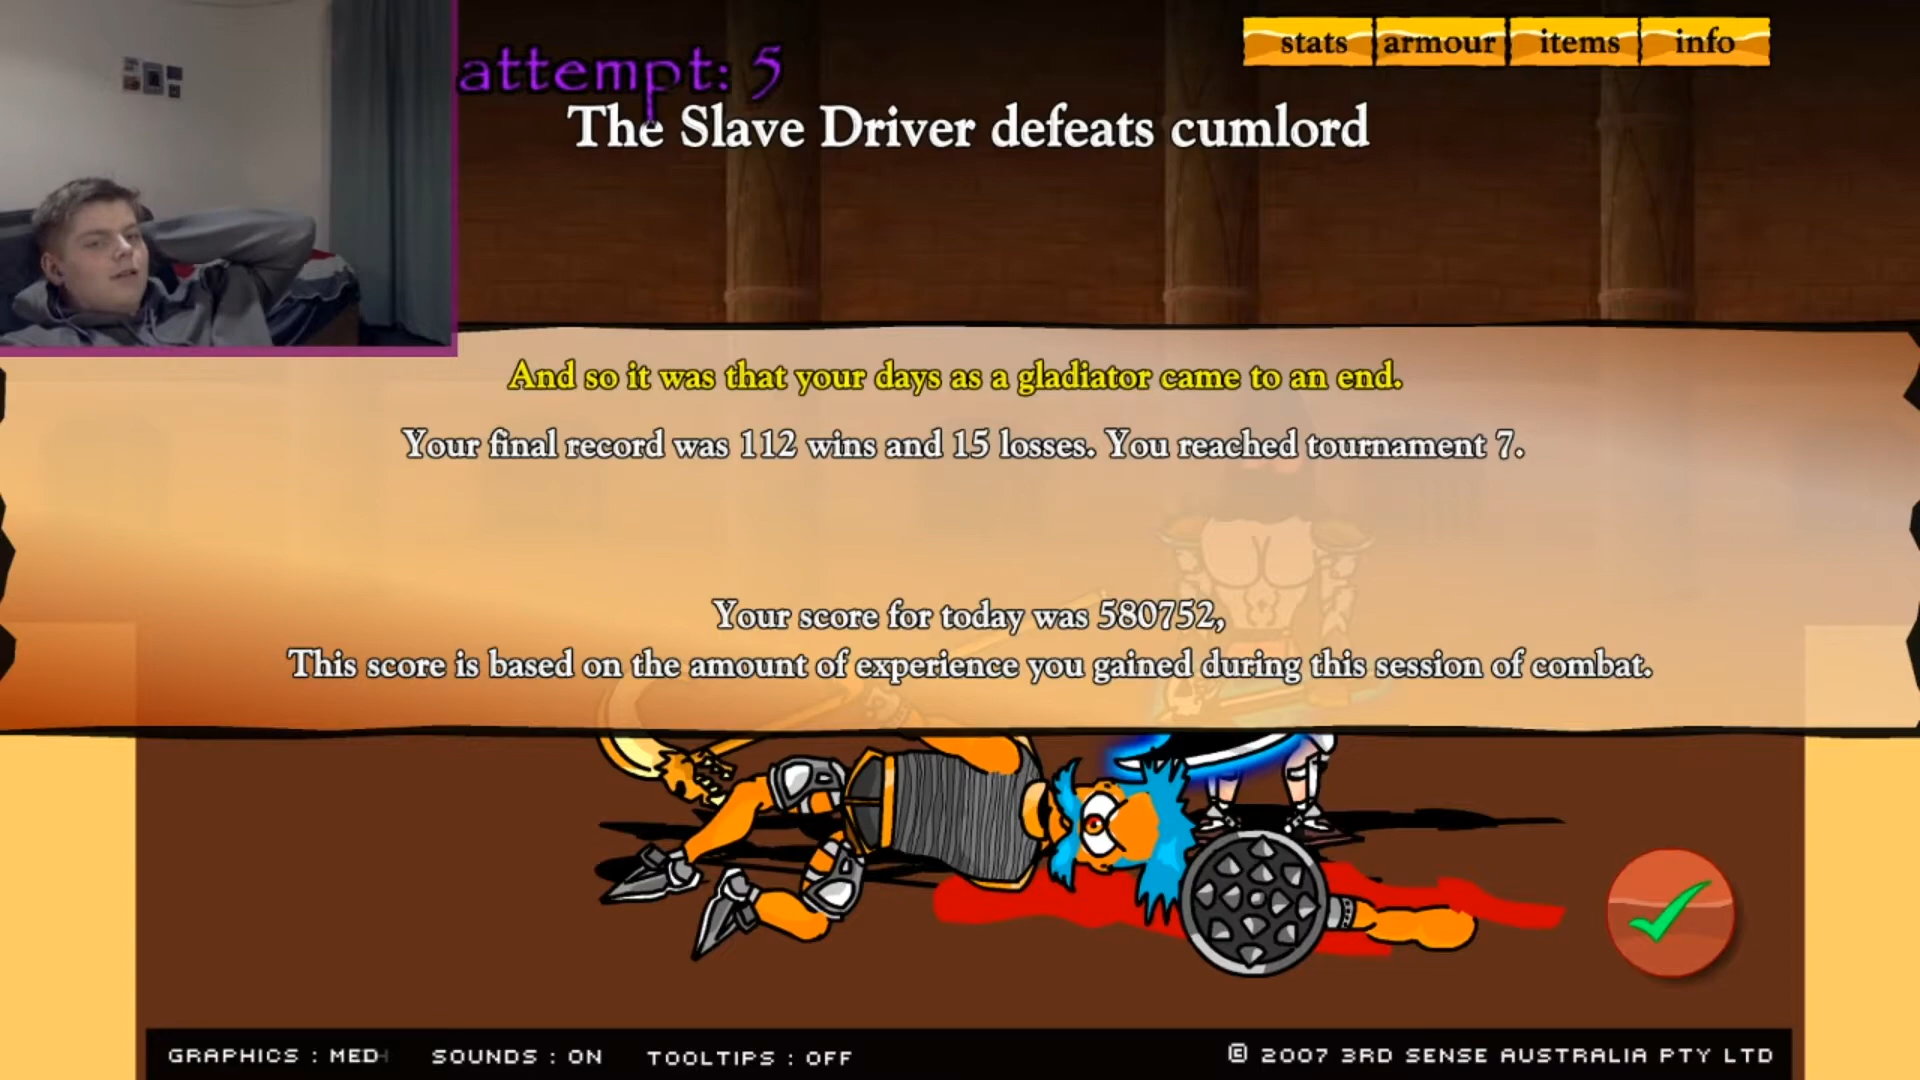 stats armour items info
attempt: 5
The Slave Driver defeats cumlord
And so it was that your days as a gladiator came to an end.
Your final record was 112 wins and 15 losses. You reached tournament 7.
Your score for today was 580752,
This score is based on the amount of experience you gained during this session of combat.
GRAPHICS : MED SOUNDS : ON TOOLTIPS : OFF © 2007 3RD SENSE AUSTRALIA PTY LTD